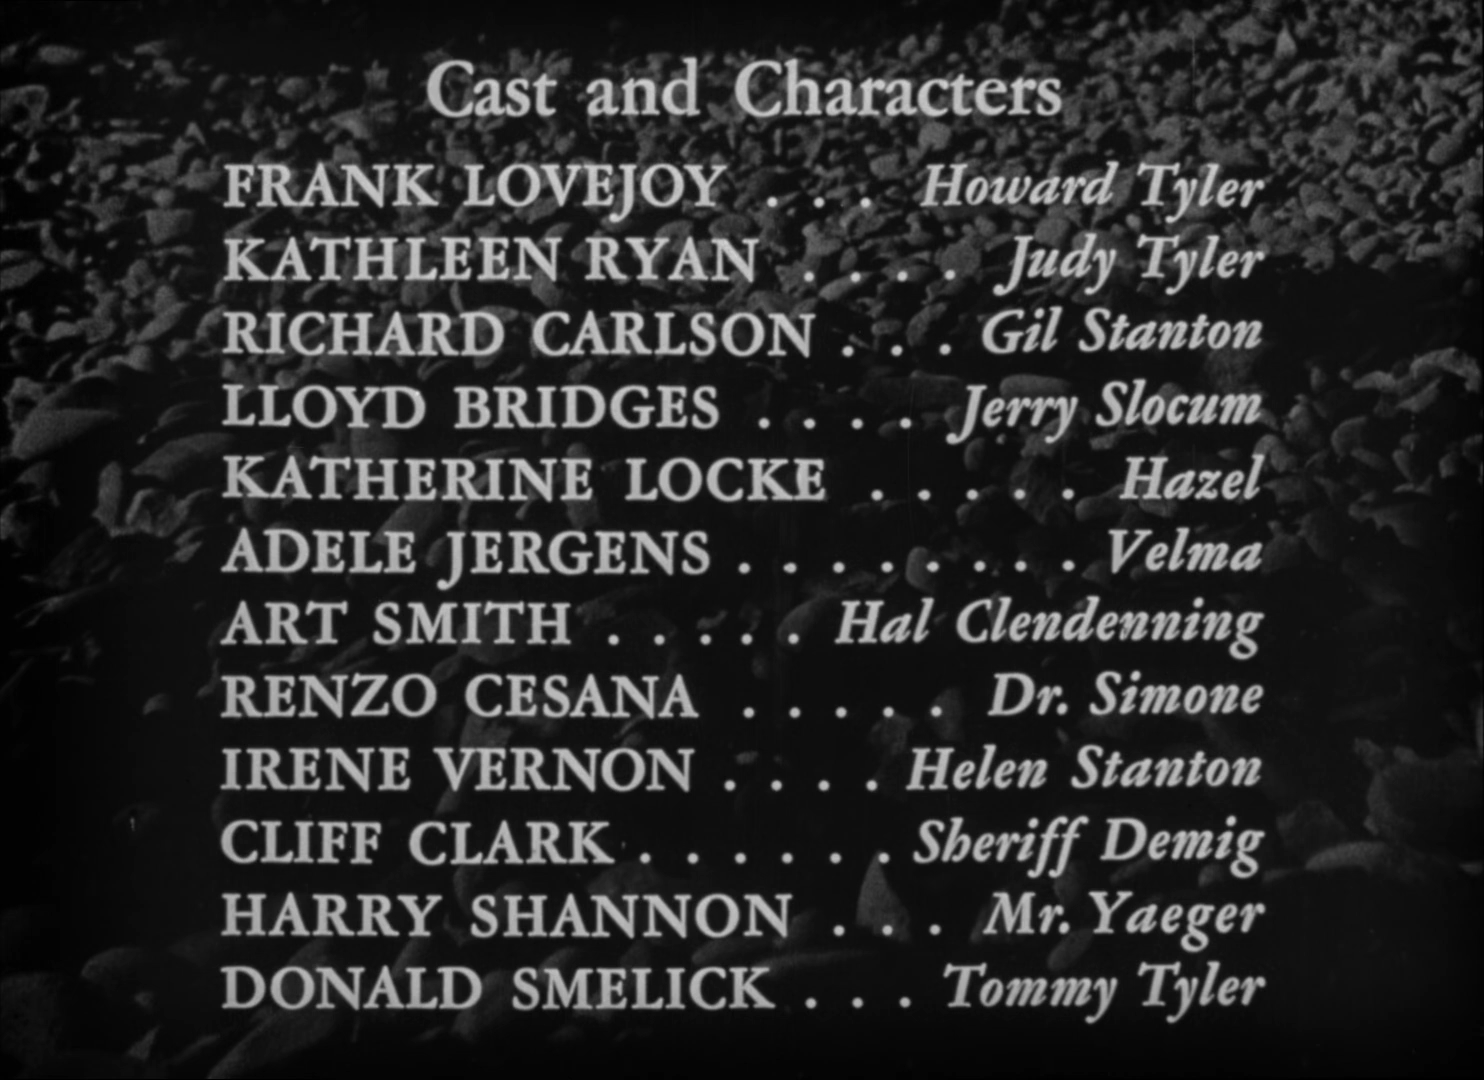 Cast and Characters
FRANK LOVEJOY . . . Howard Tyler
KATHLEEN RYAN . . . . Judy Tyler
RICHARD CARLSON . . . Gil Stanton
LLOYD BRIDGES . . . . Jerry Slocum
KATHERINE LOCKE . . . . . Hazel
ADELE JERGENS . . . . . . . . Velma
ART SMITH . . . . . Hal Clendenning
RENZO CESANA . . . . . Dr. Simone
IRENE VERNON . . . . Helen Stanton
CLIFF CLARK . . . . . . Sheriff Demig
HARRY SHANNON . . . Mr. Yaeger
DONALD SMELICK . . . Tommy Tyler